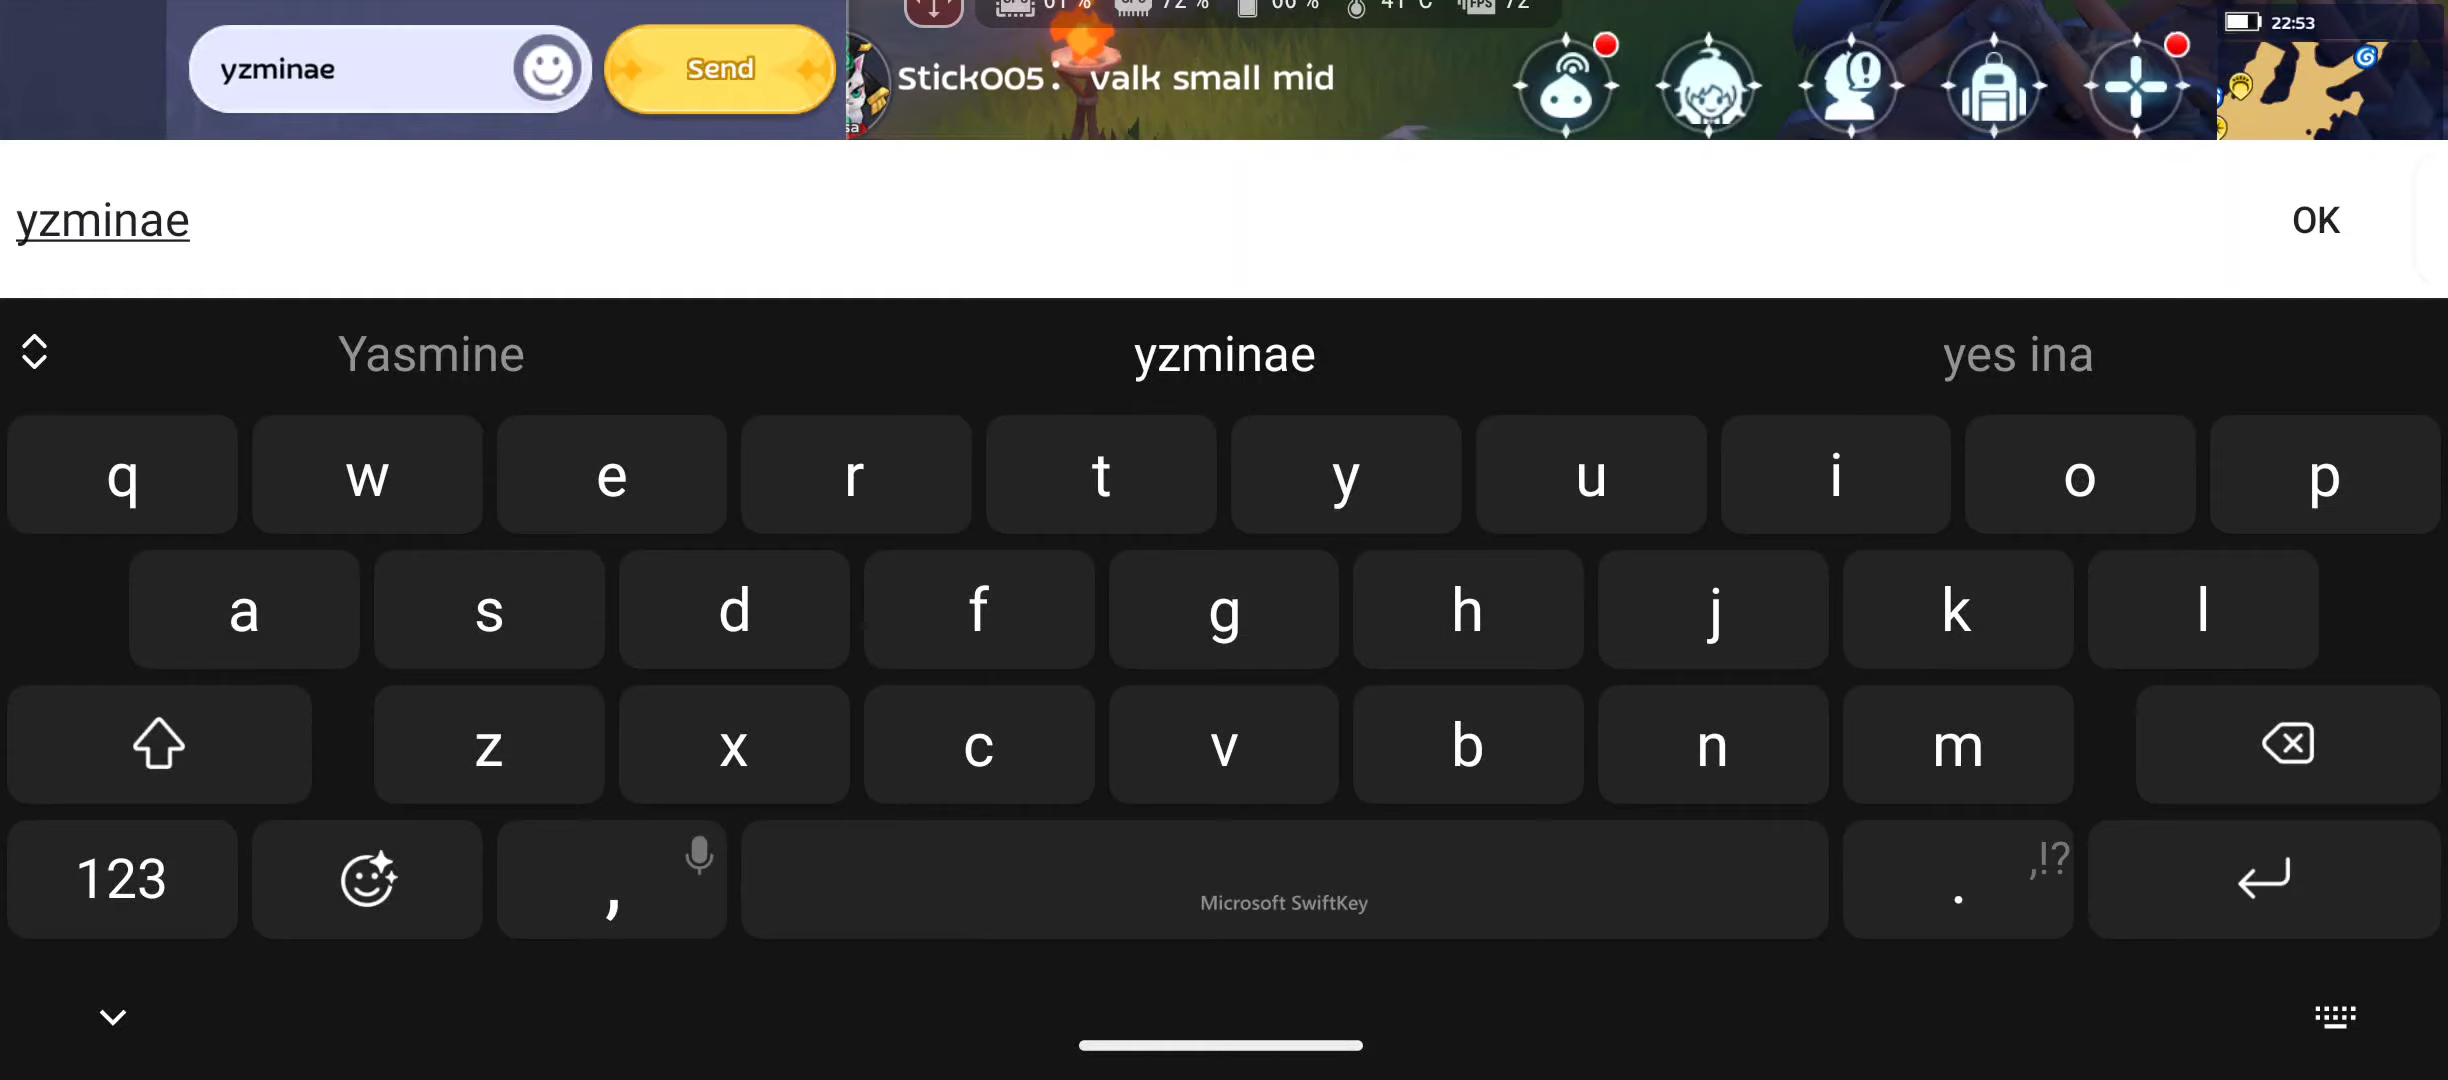 yzminae
Send
Stick005: valk small mid
22:53
yzminae
OK
Yasmine
yzminae
yes ina
q w e r t y u i o p
a s d f g h j k l
z x c v b n m
123
,
Microsoft SwiftKey
,!?
.